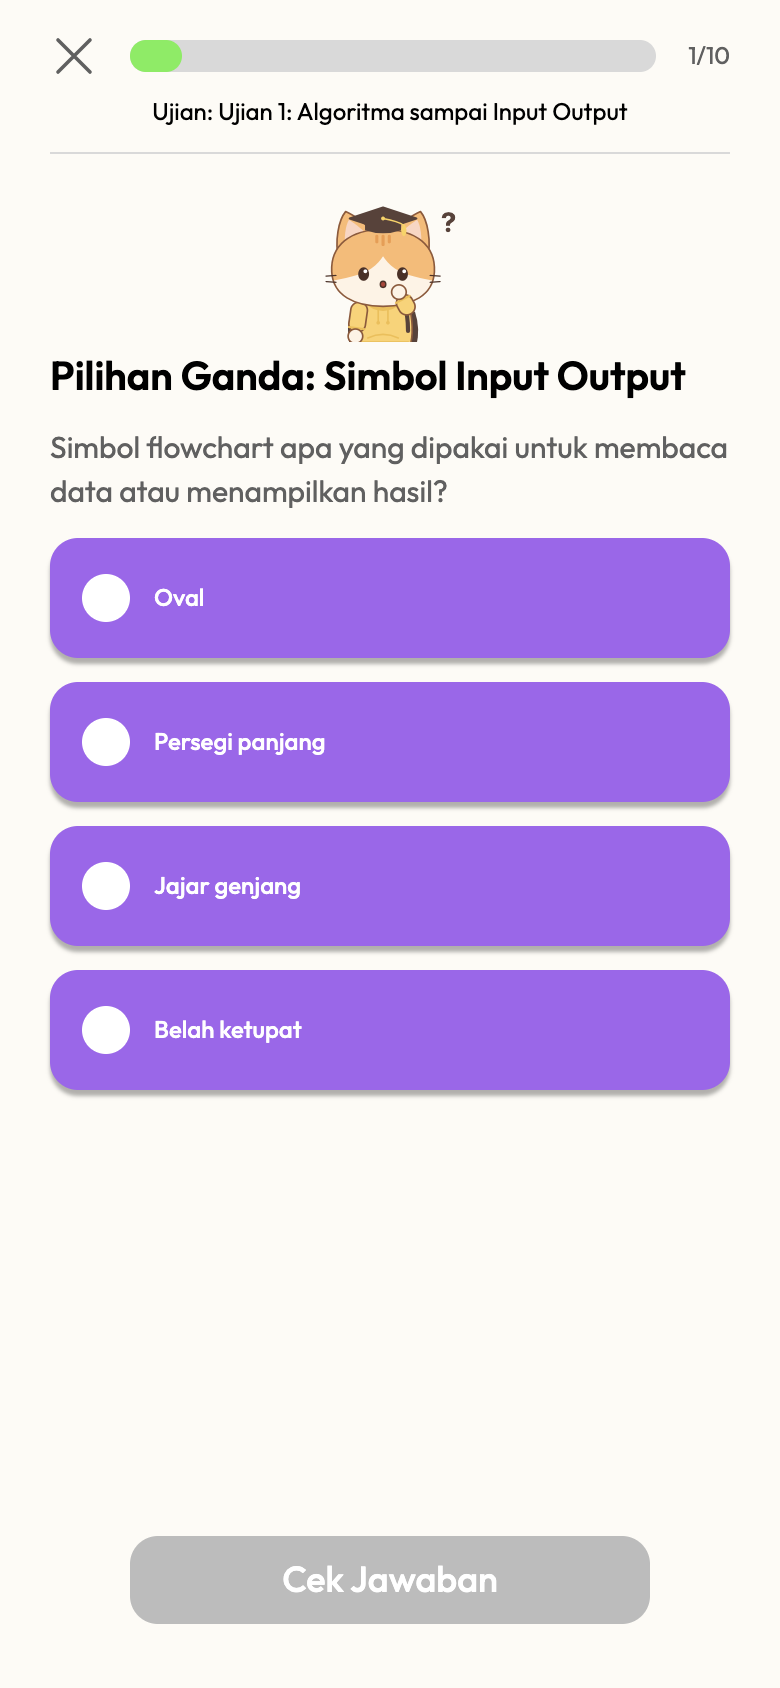 1/10
Ujian: Ujian 1: Algoritma sampai Input Output
?
Pilihan Ganda: Simbol Input Output
Simbol flowchart apa yang dipakai untuk membaca
data atau menampilkan hasil?
Oval
Persegi panjang
Jajar genjang
Belah ketupat
Cek Jawaban